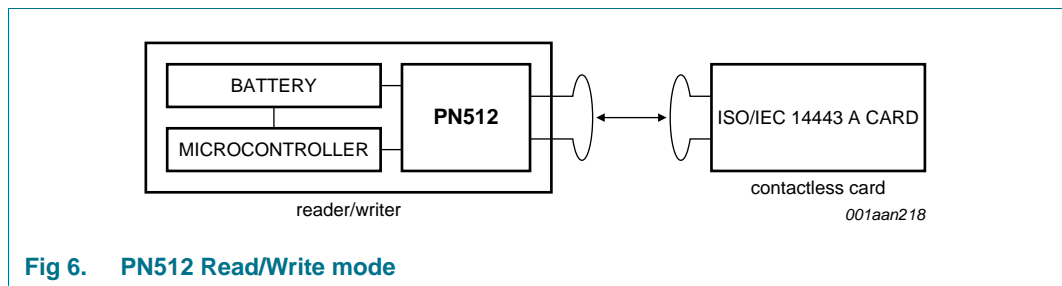 BATTERY
MICROCONTROLLER
PN512
ISO/IEC 14443 A CARD
reader/writer
contactless card
001aan218
Fig 6. PN512 Read/Write mode